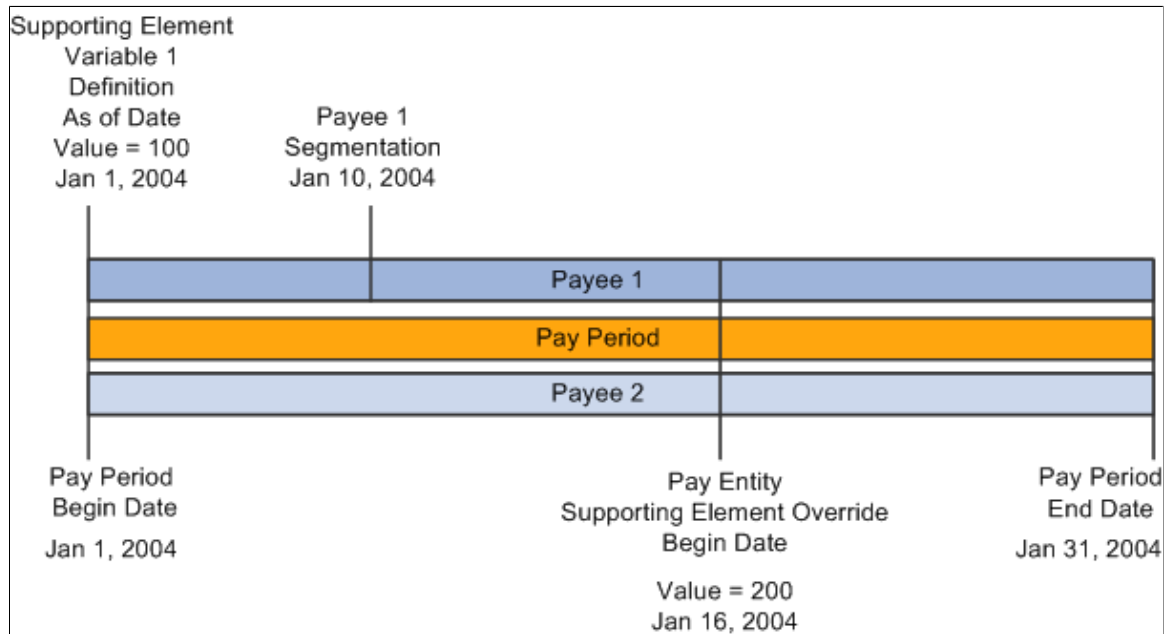 Supporting Element
Variable 1
Definition
As of Date
Value = 100
Jan 1, 2004
Payee 1
Segmentation
Jan 10, 2004
Payee 1
Pay Period
Payee 2
Pay Period
Begin Date
Jan 1, 2004
Pay Entity
Supporting Element Override
Begin Date
Value = 200
Jan 16, 2004
Pay Period
End Date
Jan 31, 2004